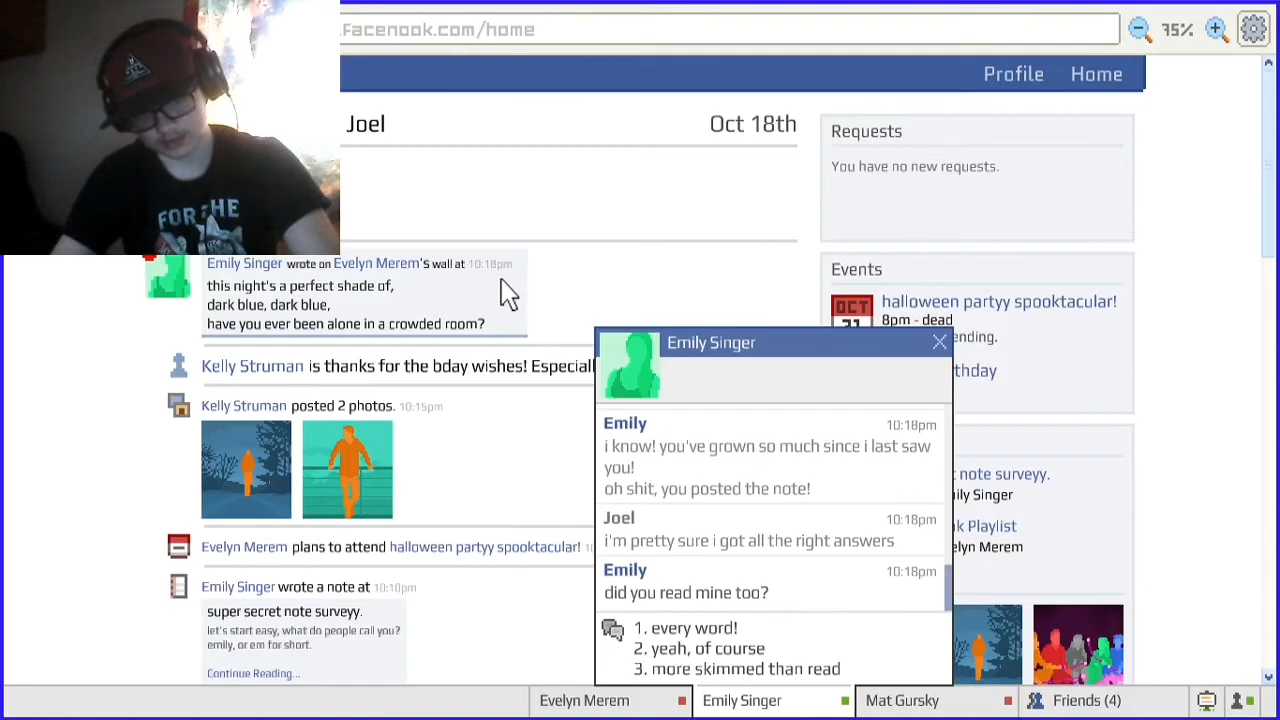 .facenook.com/home
75%
Profile
Home
Joel
Oct 18th
Requests
You have no new requests.
FOR THE
Emily Singer wrote on Evelyn Merem's wall at 10:18pm
this night's a perfect shade of,
dark blue, dark blue,
have you ever been alone in a crowded room?
Events
OCT
31
halloween partyy spooktacular!
8pm - dead
ending.
thday
Kelly Struman is thanks for the bday wishes! Especiall
Kelly Struman posted 2 photos. 10:15pm
Evelyn Merem plans to attend halloween partyy spooktacular! 10
Emily Singer wrote a note at 10:10pm
super secret note surveyy.
let's start easy, what do people call you?
emily, or em for short.
Continue Reading...
Emily Singer
Emily 10:18pm
i know! you've grown so much since i last saw
you!
oh shit, you posted the note!
Joel 10:18pm
i'm pretty sure i got all the right answers
Emily 10:18pm
did you read mine too?
1. every word!
2. yeah, of course
3. more skimmed than read
t note surveyy.
ily Singer
k Playlist
elyn Merem
Evelyn Merem
Emily Singer
Mat Gursky
Friends (4)